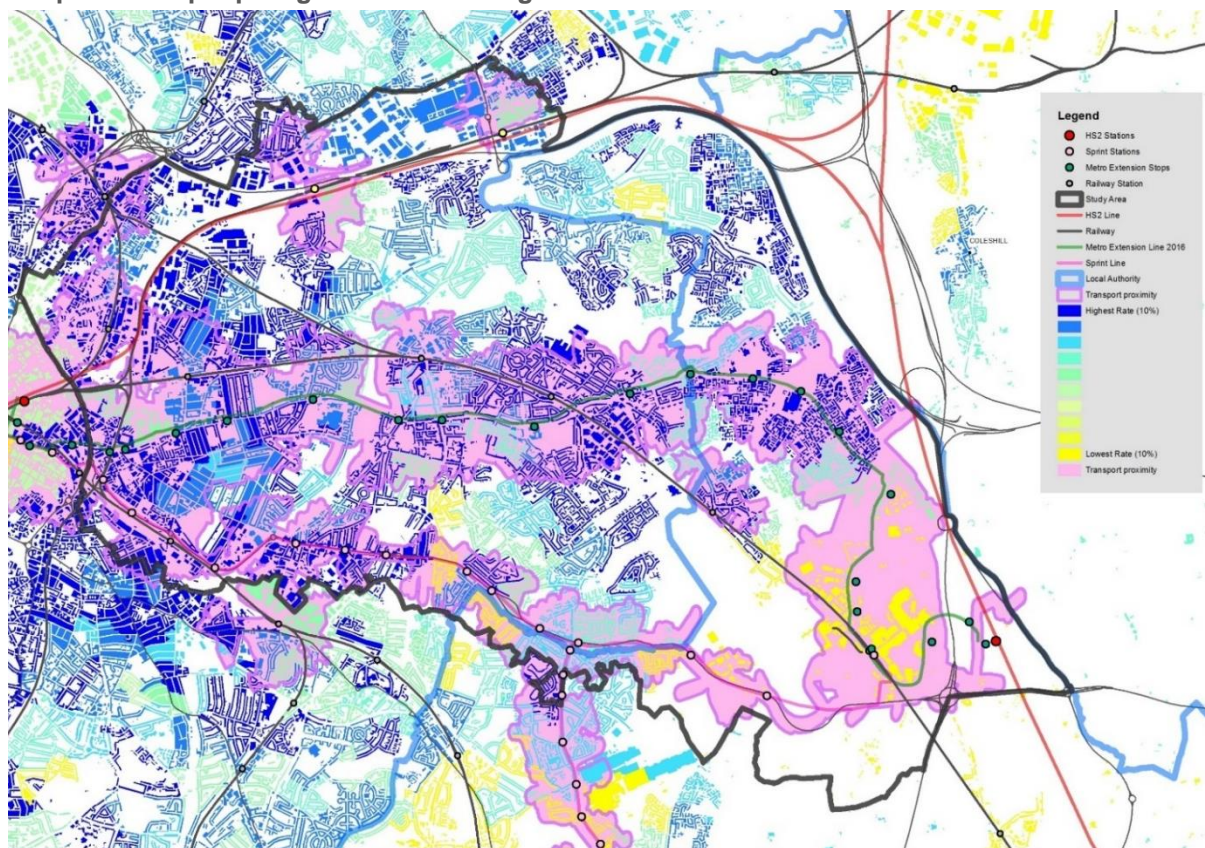 Legend
HS2 Stations
Sprint Stations
Metro Extension Stops
Railway Station
Study Area
HS2 Line
Railway
Metro Extension Line 2016
Sprint Line
Local Authority
Transport proximity
Highest Rate (10%)
Lowest Rate (10%)
Transport proximity
COLESHILL